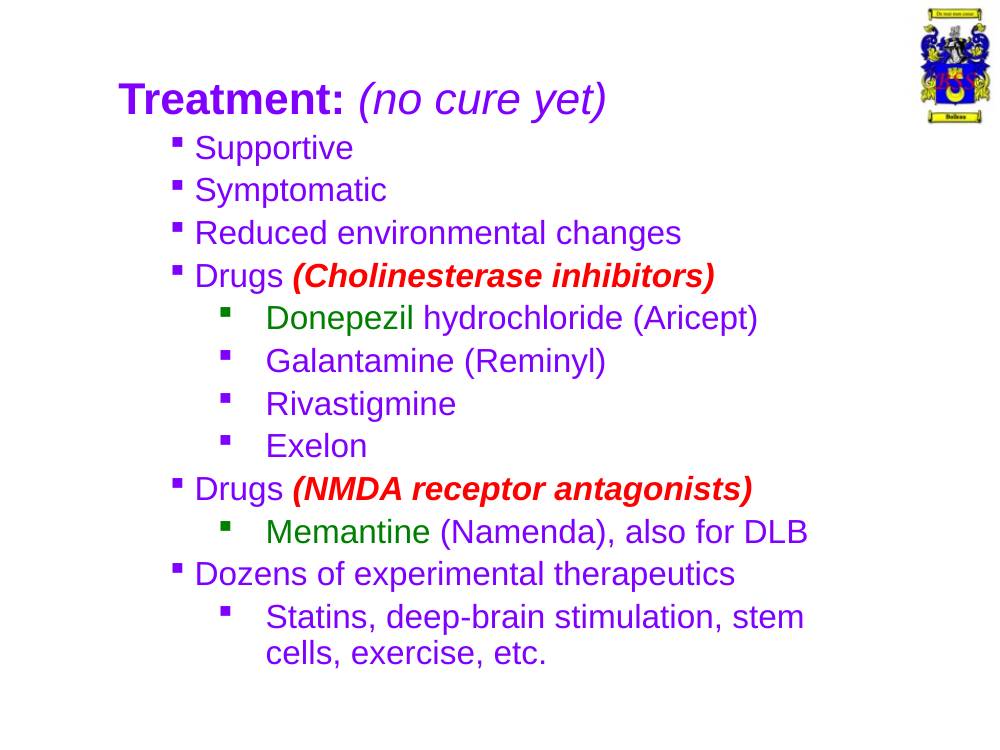 Treatment: (no cure yet)
▪ Supportive
▪ Symptomatic
▪ Reduced environmental changes
▪ Drugs (Cholinesterase inhibitors)
▪ Donepezil hydrochloride (Aricept)
▪ Galantamine (Reminyl)
▪ Rivastigmine
▪ Exelon
▪ Drugs (NMDA receptor antagonists)
▪ Memantine (Namenda), also for DLB
▪ Dozens of experimental therapeutics
▪ Statins, deep-brain stimulation, stem
cells, exercise, etc.